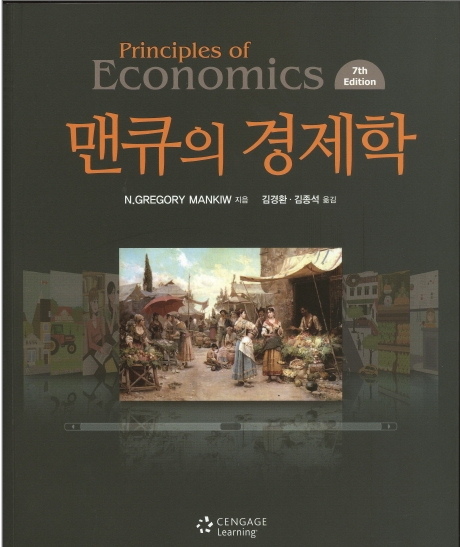 Principles of
Economics
7th
Edition
맨큐의 경제학
N.GREGORY MANKIW 지음 김경환·김종석 옮김
CENGAGE
Learning